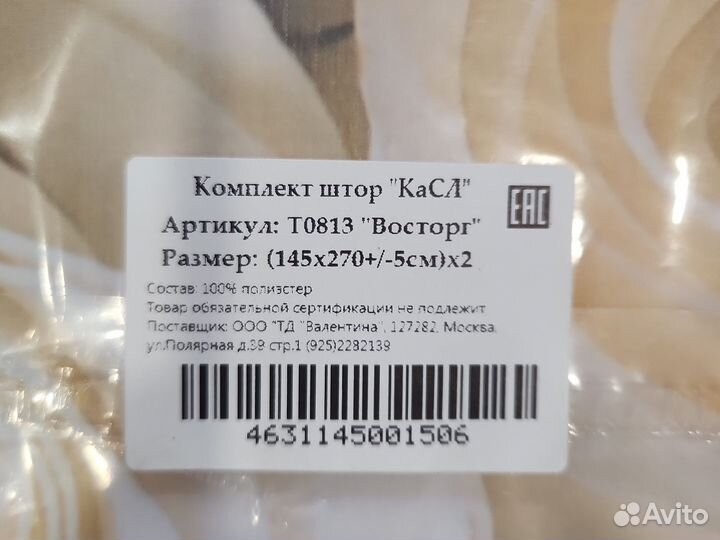 Комплект штор "КаСЛ"
EAC
Артикул: Т0813 "Восторг"
Размер: (145х270+/-5см)х2
Состав: 100% полиэстер
Товар обязательной сертификации не подлежит
Поставщик: ООО "ТД "Валентина", 127282, Москва,
ул.Полярная д.39 стр.1 (925)2282139
4631145001506
Avito